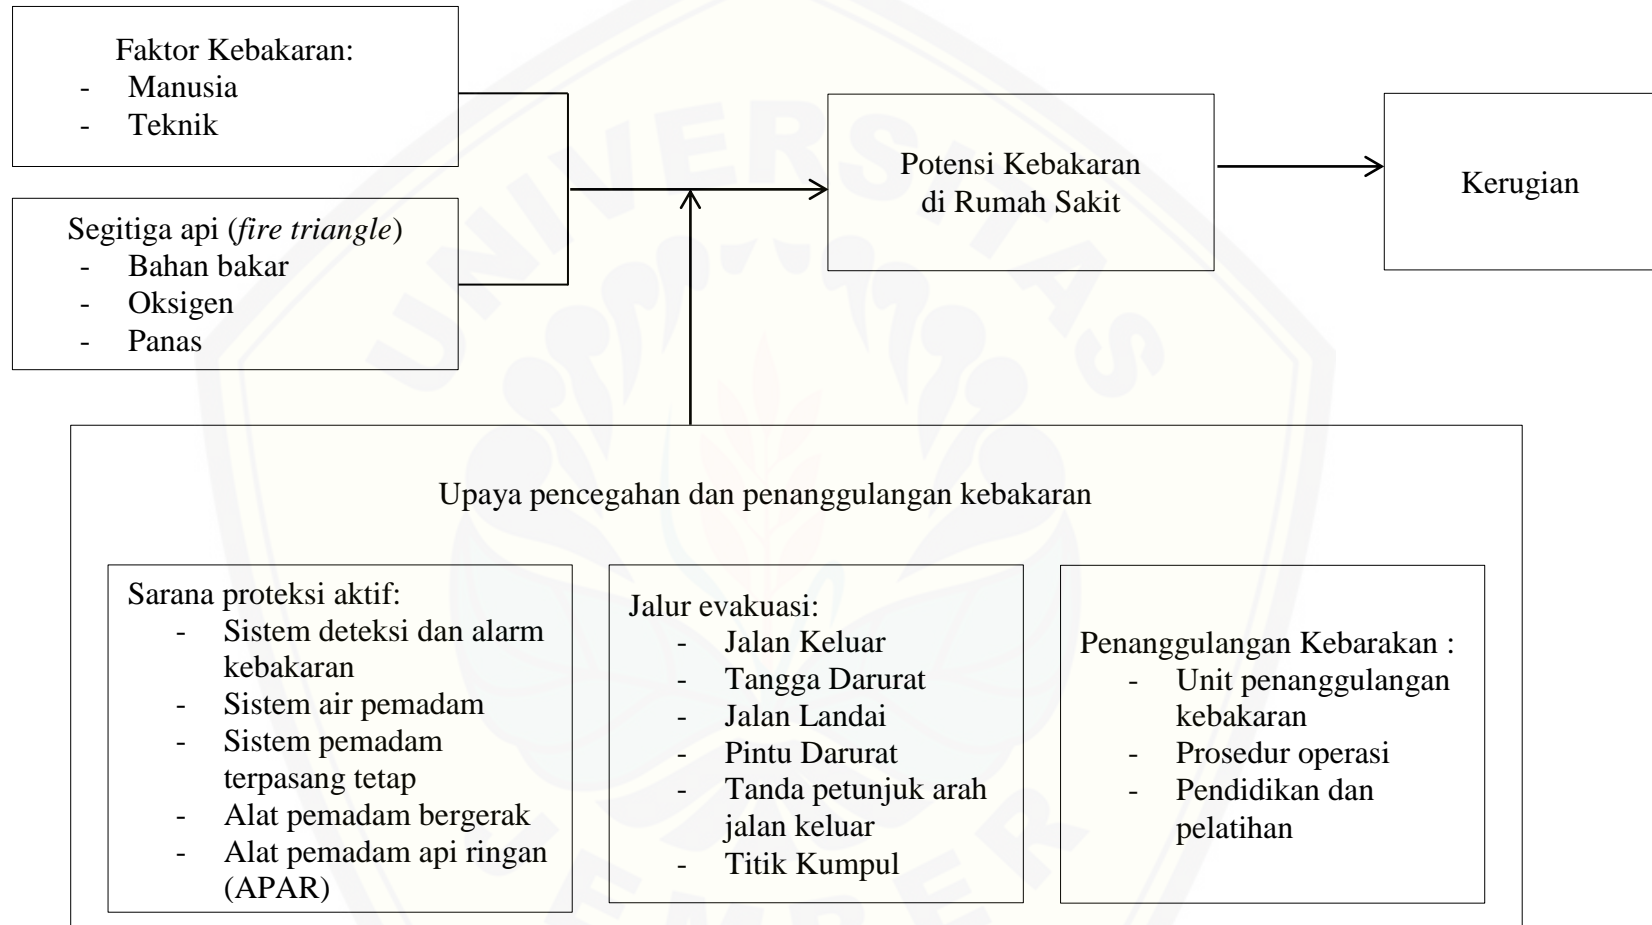 Faktor Kebakaran:
- Manusia
- Teknik
Segitiga api (fire triangle)
- Bahan bakar
- Oksigen
- Panas
Potensi Kebakaran
di Rumah Sakit
Kerugian
Upaya pencegahan dan penanggulangan kebakaran
Sarana proteksi aktif:
- Sistem deteksi dan alarm
kebakaran
- Sistem air pemadam
- Sistem pemadam
terpasang tetap
- Alat pemadam bergerak
- Alat pemadam api ringan
(APAR)
Jalur evakuasi:
- Jalan Keluar
- Tangga Darurat
- Jalan Landai
- Pintu Darurat
- Tanda petunjuk arah
jalan keluar
- Titik Kumpul
Penanggulangan Kebarakan :
- Unit penanggulangan
kebakaran
- Prosedur operasi
- Pendidikan dan
pelatihan
UNIVERSITAS
JEMBER